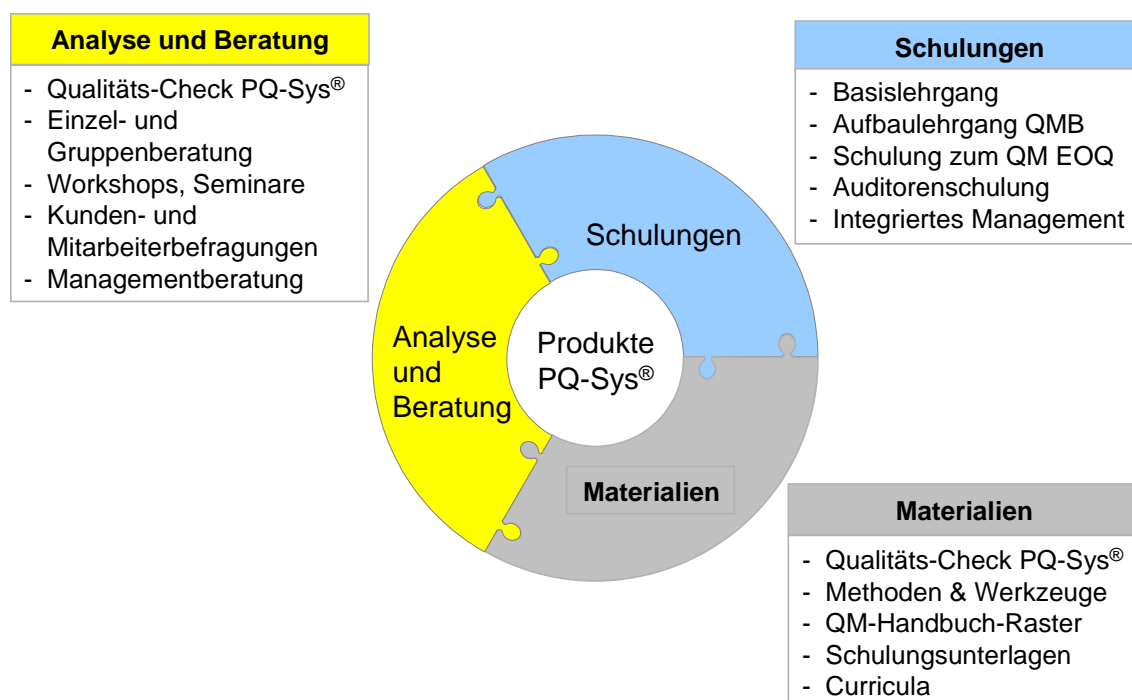 Analyse und Beratung
- Qualitäts-Check PQ-Sys®
- Einzel- und
Gruppenberatung
- Workshops, Seminare
- Kunden- und
Mitarbeiterbefragungen
- Managementberatung
Schulungen
- Basislehrgang
- Aufbaulehrgang QMB
- Schulung zum QM EOQ
- Auditorenschulung
- Integriertes Management
Schulungen
Analyse
und
Beratung
Produkte
PQ-Sys®
Materialien
Materialien
- Qualitäts-Check PQ-Sys®
- Methoden & Werkzeuge
- QM-Handbuch-Raster
- Schulungsunterlagen
- Curricula